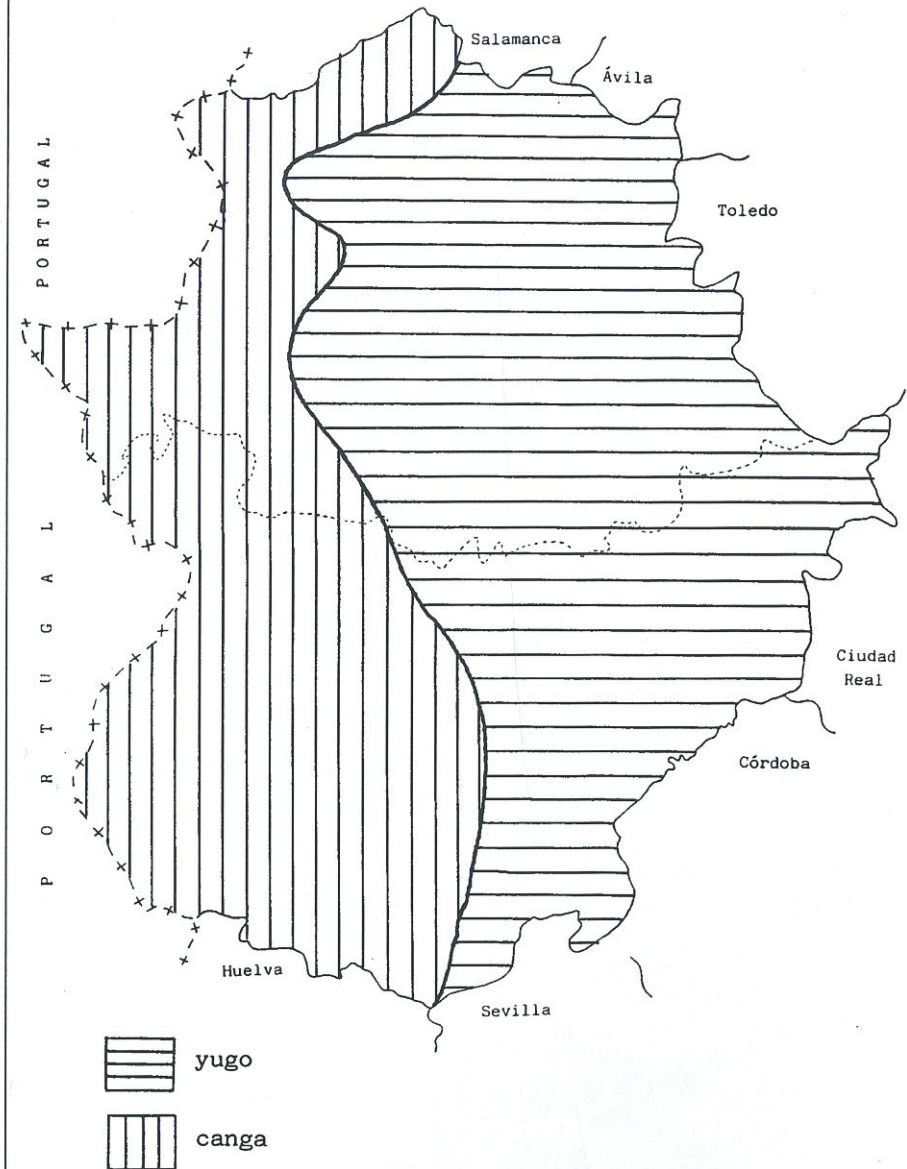 Salamanca
Ávila
PORTUGAL
Toledo
PORTUGAL
Ciudad
Real
Córdoba
Huelva
Sevilla
yugo
canga